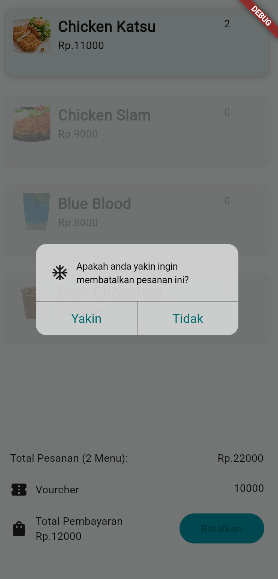 DEBUG
Chicken Katsu
2
Rp.11000
Chicken Slam
0
Rp.9000
Blue Blood
0
Rp.8000
Apakah anda yakin ingin
membatalkan pesanan ini?
Yakin
Tidak
Total Pesanan (2 Menu):
Rp.22000
Vourcher
10000
Total Pembayaran
Rp.12000
Batalkan